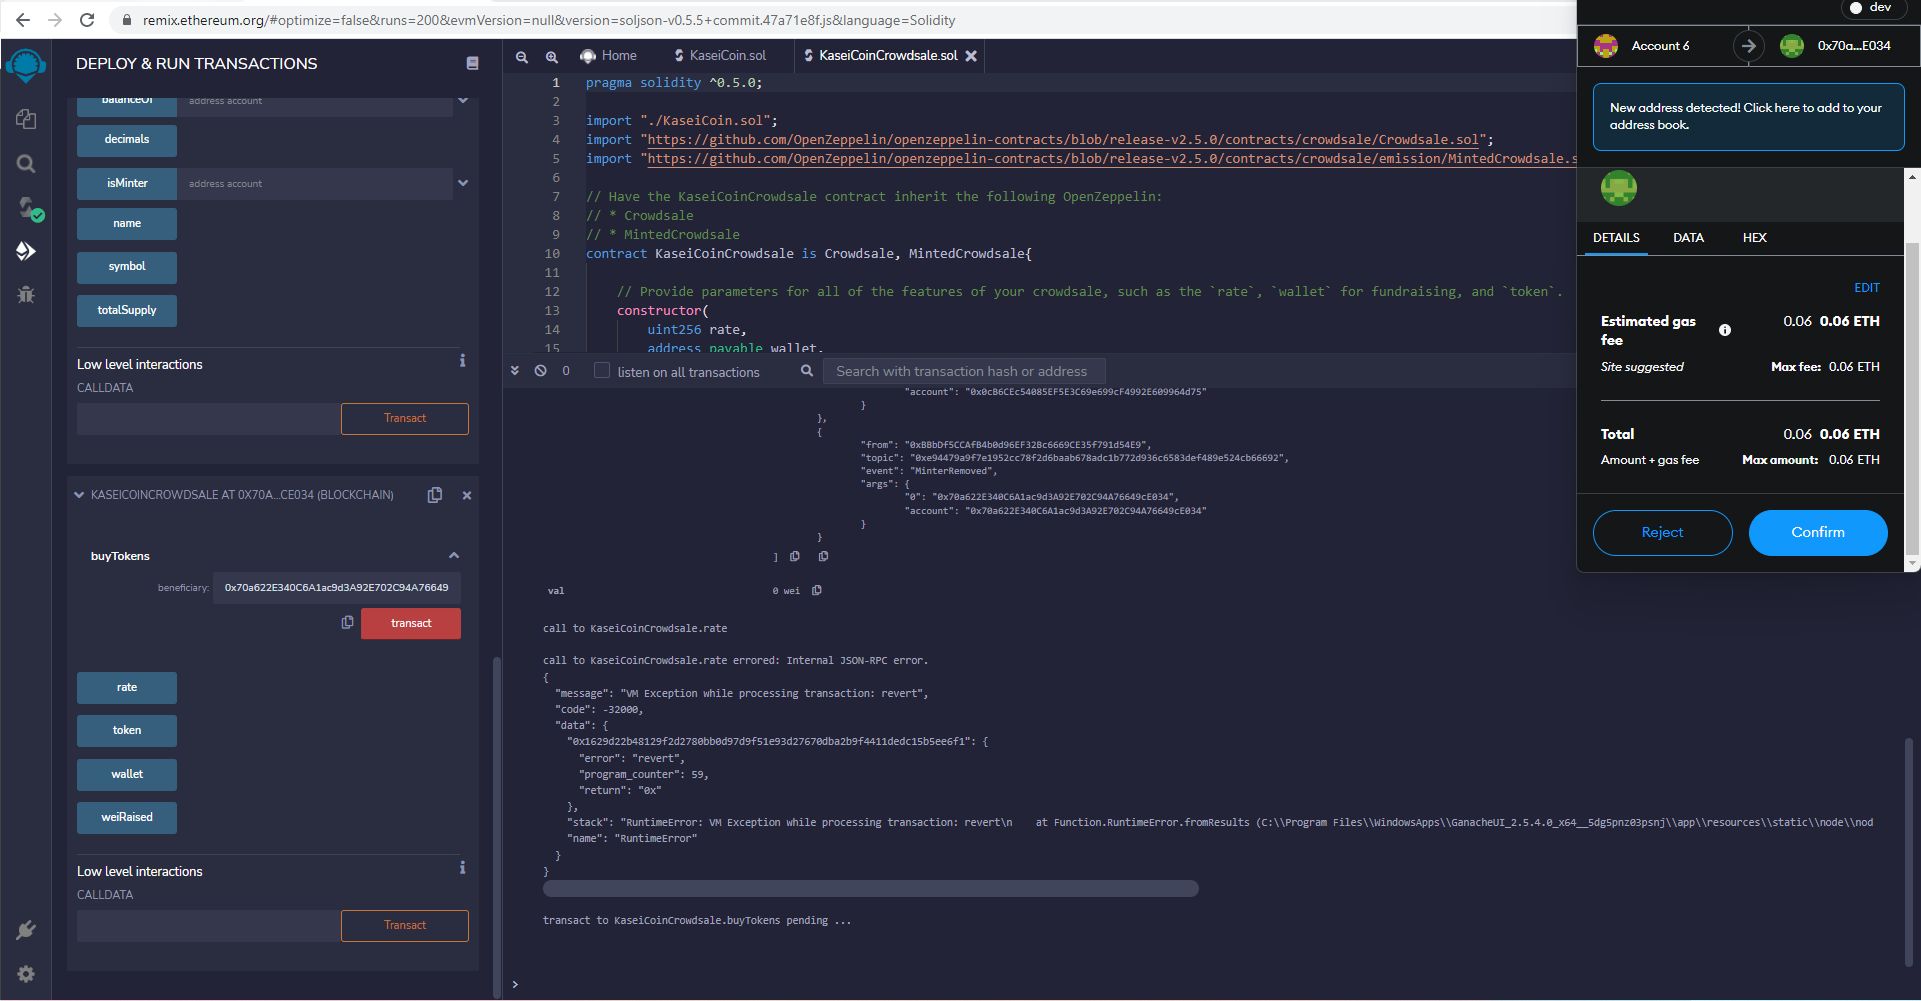 remix.ethereum.org/#optimize=false&runs=200&evmVersion=null&version=soljson-v0.5.5+commit.47a71e8f.js&language=Solidity
DEPLOY & RUN TRANSACTIONS
balanceOf address account
decimals
isMinter address account
name
symbol
totalSupply
Low level interactions
CALLDATA
Transact
KASEICOINCROWDSALE AT 0X70A...CE034 (BLOCKCHAIN)
buyTokens
beneficiary: 0x70a622E340C6A1ac9d3A92E702C94A76649
transact
rate
token
wallet
weiRaised
Low level interactions
CALLDATA
Transact
Home KaseiCoin.sol KaseiCoinCrowdsale.sol
1 pragma solidity ^0.5.0;
2
3 import "./KaseiCoin.sol";
4 import "https://github.com/OpenZeppelin/openzeppelin-contracts/blob/release-v2.5.0/contracts/crowdsale/Crowdsale.sol";
5 import "https://github.com/OpenZeppelin/openzeppelin-contracts/blob/release-v2.5.0/contracts/crowdsale/emission/MintedCrowdsale.s
6
7 // Have the KaseiCoinCrowdsale contract inherit the following OpenZeppelin:
8 // * Crowdsale
9 // * MintedCrowdsale
10 contract KaseiCoinCrowdsale is Crowdsale, MintedCrowdsale{
11
12 // Provide parameters for all of the features of your crowdsale, such as the `rate`, `wallet` for fundraising, and `token`.
13 constructor(
14 uint256 rate,
15 address payable wallet,
0 listen on all transactions Search with transaction hash or address
"account": "0x0cB6CEc54085EF5E3C69e699cF4992E609964d75"
}
},
{
"from": "0xBBbDf5CCAfB4b0d96EF32Bc6669CE35f791d54E9",
"topic": "0xe94479a9f7e1952cc78f2d6baab678adc1b772d936c6583def489e524cb66692",
"event": "MinterRemoved",
"args": {
"0": "0x70a622E340C6A1ac9d3A92E702C94A76649cE034",
"account": "0x70a622E340C6A1ac9d3A92E702C94A76649cE034"
}
}
]
val 0 wei
call to KaseiCoinCrowdsale.rate
call to KaseiCoinCrowdsale.rate errored: Internal JSON-RPC error.
{
"message": "VM Exception while processing transaction: revert",
"code": -32000,
"data": {
"0x1629d22b48129f2d2780bb0d97d9f51e93d27670dba2b9f4411dedc15b5ee6f1": {
"error": "revert",
"program_counter": 59,
"return": "0x"
},
"stack": "RuntimeError: VM Exception while processing transaction: revert\n at Function.RuntimeError.fromResults (C:\\Program Files\\WindowsApps\\GanacheUI_2.5.4.0_x64__5dg5pnz03psnj\\app\\resources\\static\\node\\nod
"name": "RuntimeError"
}
}
transact to KaseiCoinCrowdsale.buyTokens pending ...
>
dev
Account 6 0x70a...E034
New address detected! Click here to add to your
address book.
DETAILS DATA HEX
EDIT
Estimated gas fee 0.06 0.06 ETH
Site suggested Max fee: 0.06 ETH
Total 0.06 0.06 ETH
Amount + gas fee Max amount: 0.06 ETH
Reject Confirm